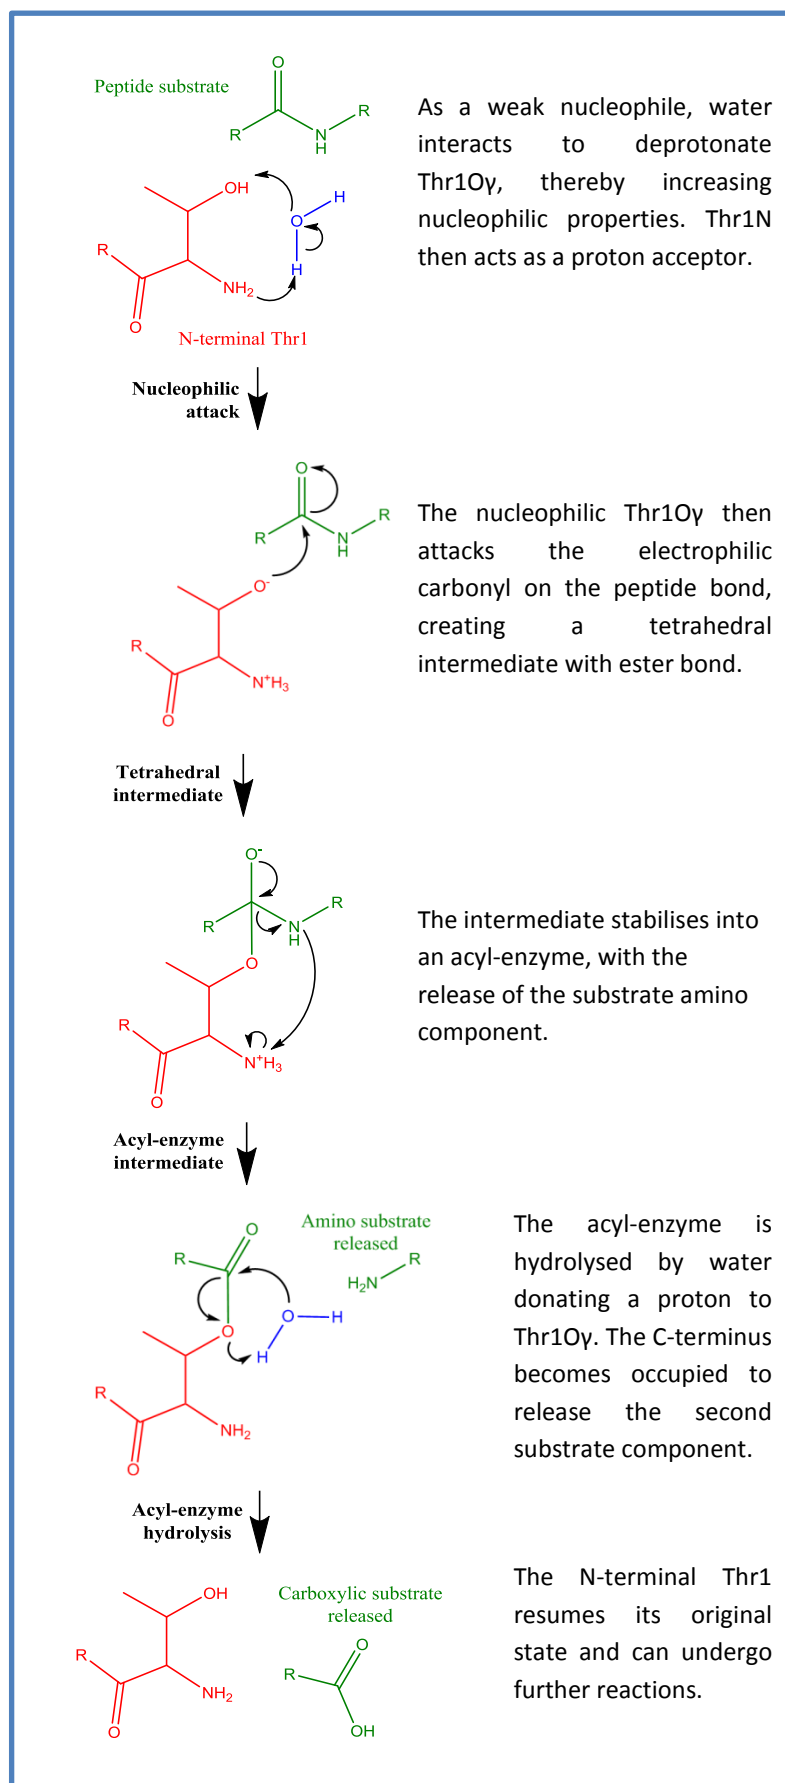 Peptide substrate
O
R
N
H
R
As a weak nucleophile, water
interacts to deprotonate
Thr1Oγ, thereby increasing
nucleophilic properties. Thr1N
then acts as a proton acceptor.
OH
H
O
H
R
NH2
O
N-terminal Thr1
Nucleophilic
attack
O
R
N
H
R
The nucleophilic Thr1Oγ then
attacks the electrophilic
carbonyl on the peptide bond,
creating a tetrahedral
intermediate with ester bond.
O-
R
N+H3
O
Tetrahedral
intermediate
O-
R
N
H
R
O
The intermediate stabilises into
an acyl-enzyme, with the
release of the substrate amino
component.
R
N+H3
O
Acyl-enzyme
intermediate
O
R
Amino substrate
released
R
H2N
The acyl-enzyme is
hydrolysed by water
donating a proton to
Thr1Oγ. The C-terminus
becomes occupied to
release the second
substrate component.
O
H
O
H
R
NH2
O
Acyl-enzyme
hydrolysis
OH
R
NH2
O
Carboxylic substrate
released
O
R
OH
The N-terminal Thr1
resumes its original
state and can undergo
further reactions.